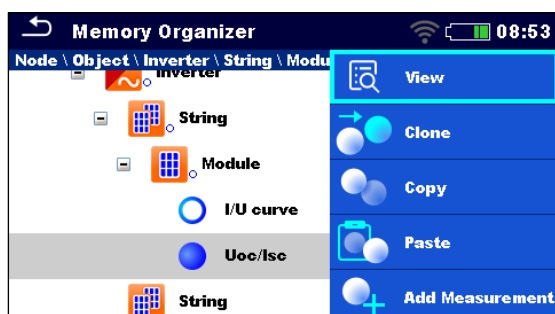 Memory Organizer 08:53
Node \ Object \ Inverter \ String \ Modu
Inverter
String
Module
I/U curve
Uoc/Isc
String
View
Clone
Copy
Paste
Add Measurement